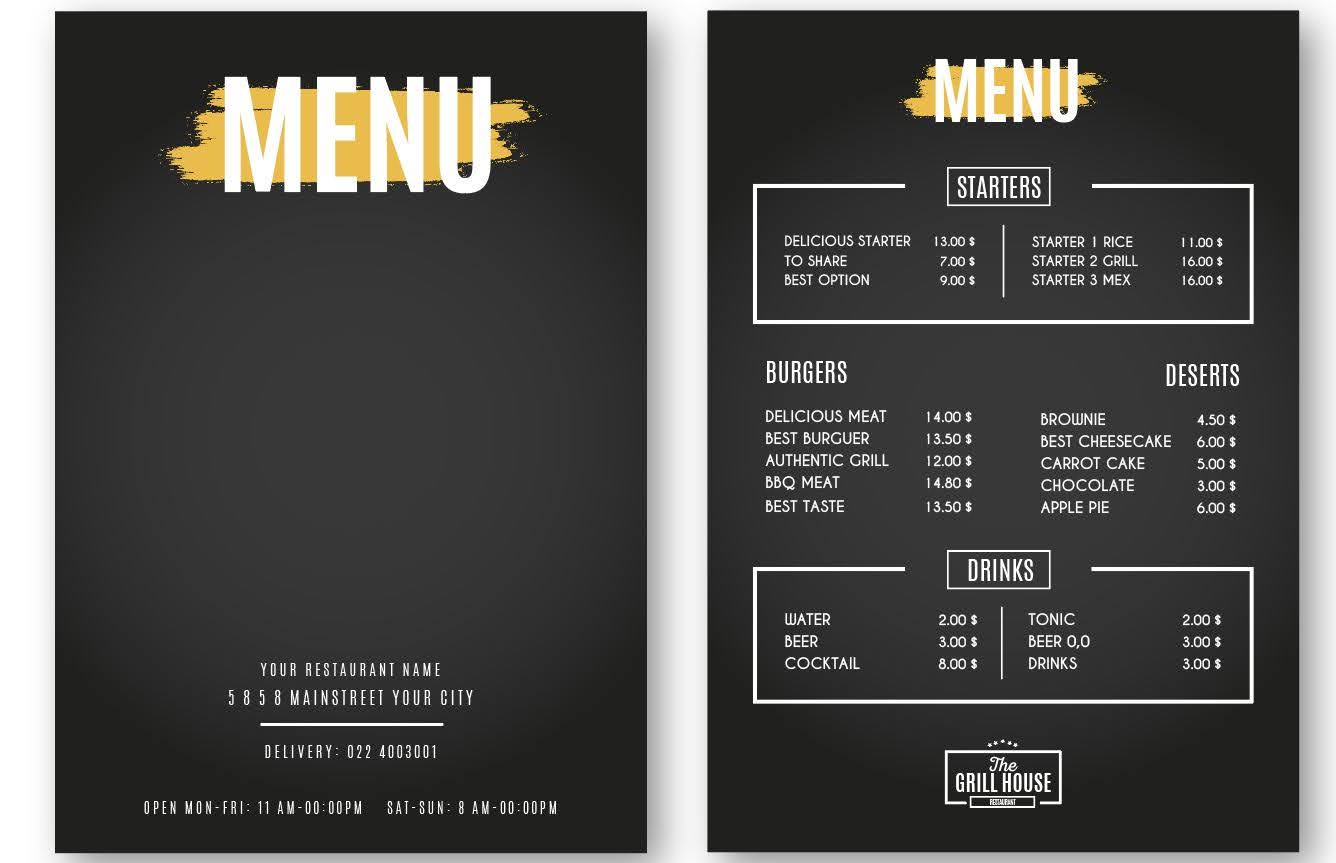 MENU
YOUR RESTAURANT NAME
5 8 5 8 MAINSTREET YOUR CITY
DELIVERY: 022 4003001
OPEN MON-FRI: 11 AM-00:00PM SAT-SUN: 8 AM-00:00PM
MENU
STARTERS
DELICIOUS STARTER 13.00 $
TO SHARE 7.00 $
BEST OPTION 9.00 $
STARTER 1 RICE 11.00 $
STARTER 2 GRILL 16.00 $
STARTER 3 MEX 16.00 $
BURGERS
DELICIOUS MEAT 14.00 $
BEST BURGUER 13.50 $
AUTHENTIC GRILL 12.00 $
BBQ MEAT 14.80 $
BEST TASTE 13.50 $
DESERTS
BROWNIE 4.50 $
BEST CHEESECAKE 6.00 $
CARROT CAKE 5.00 $
CHOCOLATE 3.00 $
APPLE PIE 6.00 $
DRINKS
WATER 2.00 $
BEER 3.00 $
COCKTAIL 8.00 $
TONIC 2.00 $
BEER 0,0 3.00 $
DRINKS 3.00 $
The
GRILL HOUSE
RESTAURANT